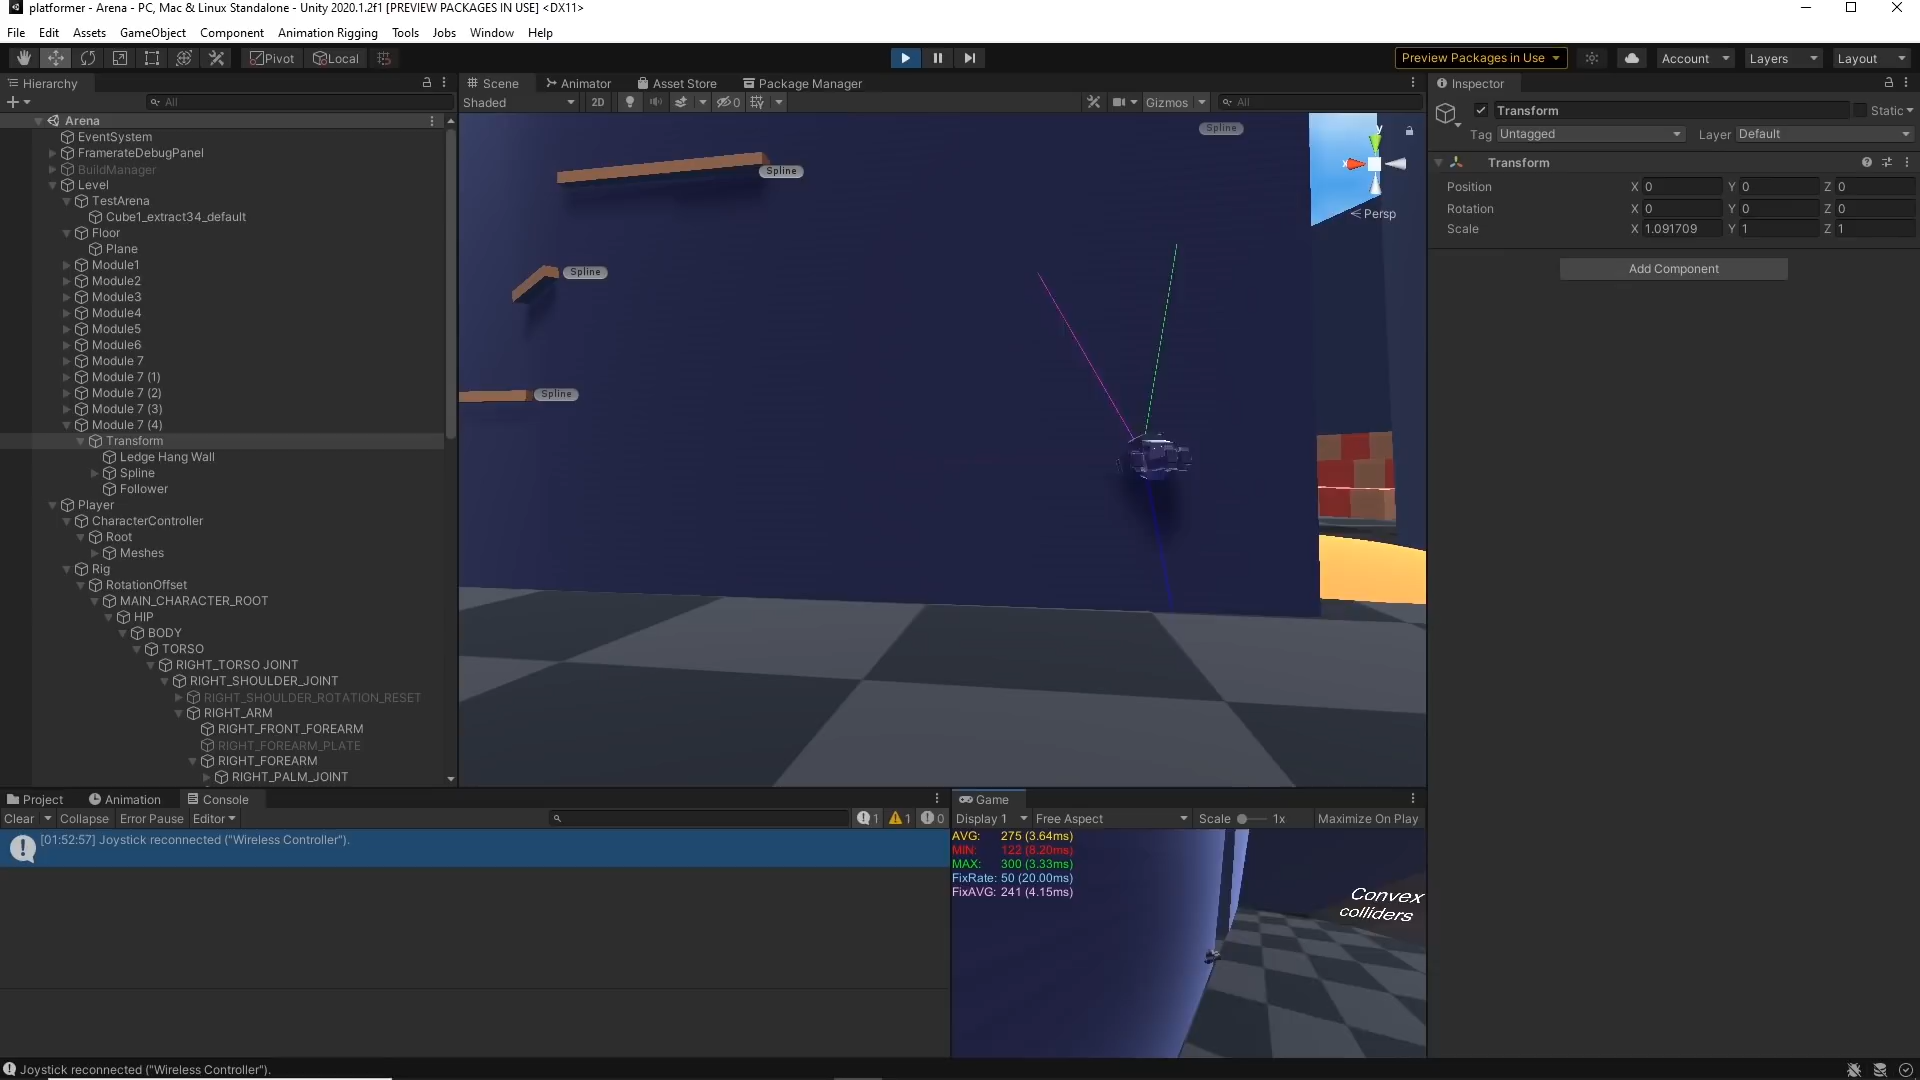 platformer - Arena - PC, Mac & Linux Standalone - Unity 2020.1.2f1 [PREVIEW PACKAGES IN USE] <DX11>
File Edit Assets GameObject Component Animation Rigging Tools Jobs Window Help
Pivot Local Preview Packages in Use Account Layers Layout
Hierarchy
All
Arena
EventSystem
FramerateDebugPanel
BuildManager
Level
TestArena
Cube1_extract34_default
Floor
Plane
Module1
Module2
Module3
Module4
Module5
Module6
Module 7
Module 7 (1)
Module 7 (2)
Module 7 (3)
Module 7 (4)
Transform
Ledge Hang Wall
Spline
Follower
Player
CharacterController
Root
Meshes
Rig
RotationOffset
MAIN_CHARACTER_ROOT
HIP
BODY
TORSO
RIGHT_TORSO JOINT
RIGHT_SHOULDER_JOINT
RIGHT_SHOULDER_ROTATION_RESET
RIGHT_ARM
RIGHT_FRONT_FOREARM
RIGHT_FOREARM_PLATE
RIGHT_FOREARM
RIGHT_PALM_JOINT
Scene Animator Asset Store Package Manager
Shaded 2D 0 Gizmos All
Spline
y
Spline
x
Persp
Spline
Spline
Inspector
Transform Static
Tag Untagged Layer Default
Transform
Position X 0 Y 0 Z 0
Rotation X 0 Y 0 Z 0
Scale X 1.091709 Y 1 Z 1
Add Component
Project Animation Console
Clear Collapse Error Pause Editor 1 1 0
[01:52:57] Joystick reconnected ("Wireless Controller").
Game
Display 1 Free Aspect Scale 1x Maximize On Play
AVG: 275 (3.64ms)
MIN: 122 (8.20ms)
MAX: 300 (3.33ms)
FixRate: 50 (20.00ms)
FixAVG: 241 (4.15ms)
Convex
colliders
Joystick reconnected ("Wireless Controller").